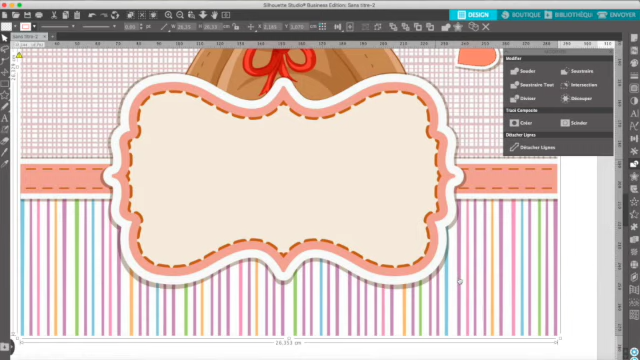 Silhouette Studio® Business Edition: Sans titre-2
DESIGN
BOUTIQUE
BIBLIOTHÈQU
ENVOYER
Sans titre-2
Modifier
Souder
Soustraire
Soustraire Tout
Intersection
Diviser
Découper
Tracé Composite
Créer
Scinder
Détacher Lignes
Détacher Lignes
26,353 cm